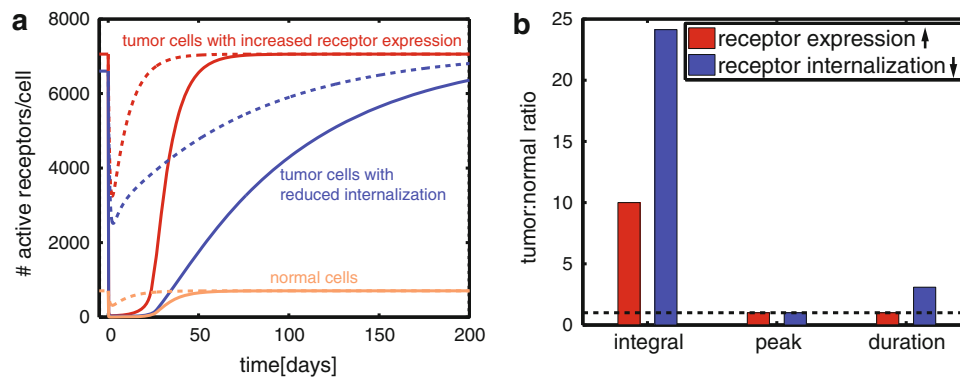 a
# active receptors/cell
8000
6000
4000
2000
0
tumor cells with increased receptor expression
tumor cells with
reduced internalization
normal cells
0
50
100
150
200
time[days]
b
tumor:normal ratio
25
20
15
10
5
0
receptor expression
receptor internalization
integral
peak
duration